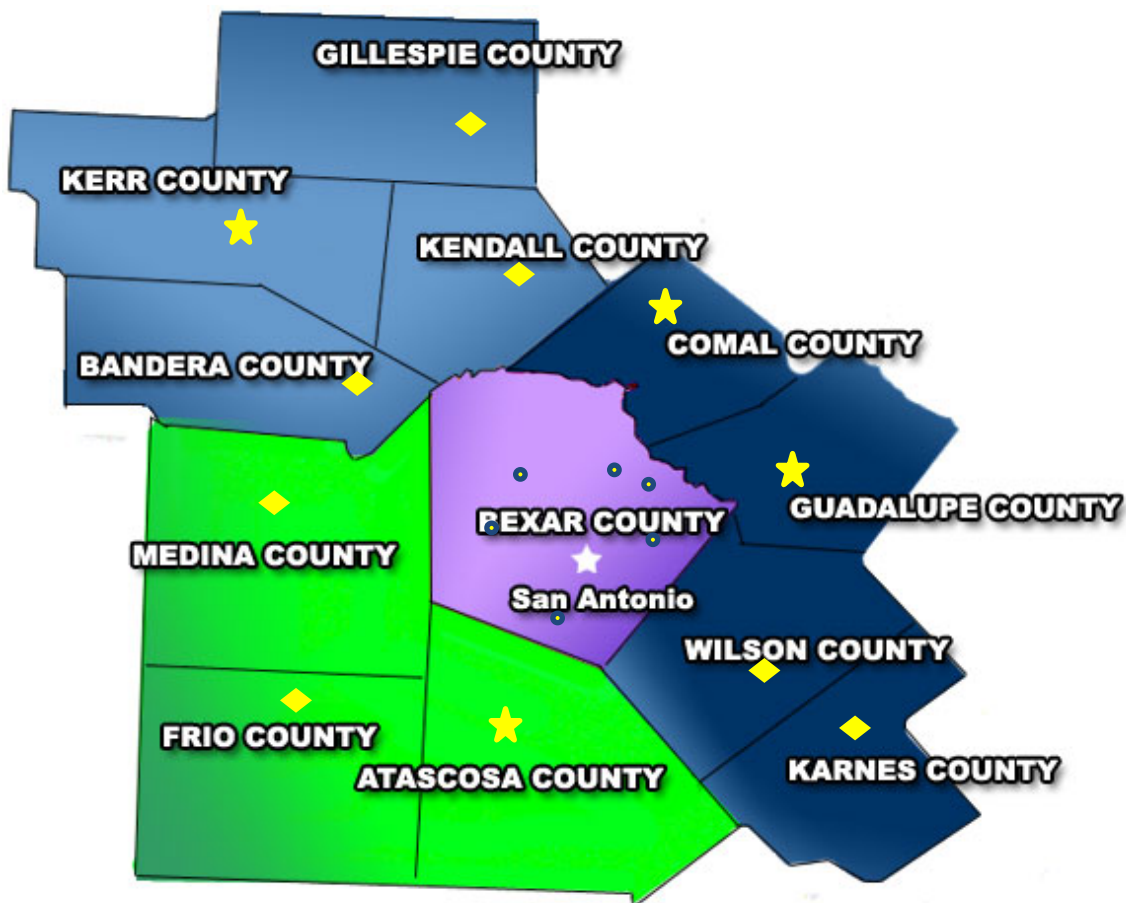 GILLESPIE COUNTY
KERR COUNTY
KENDALL COUNTY
COMAL COUNTY
BANDERA COUNTY
GUADALUPE COUNTY
BEXAR COUNTY
MEDINA COUNTY
San Antonio
WILSON COUNTY
FRIO COUNTY
KARNES COUNTY
ATASCOSA COUNTY